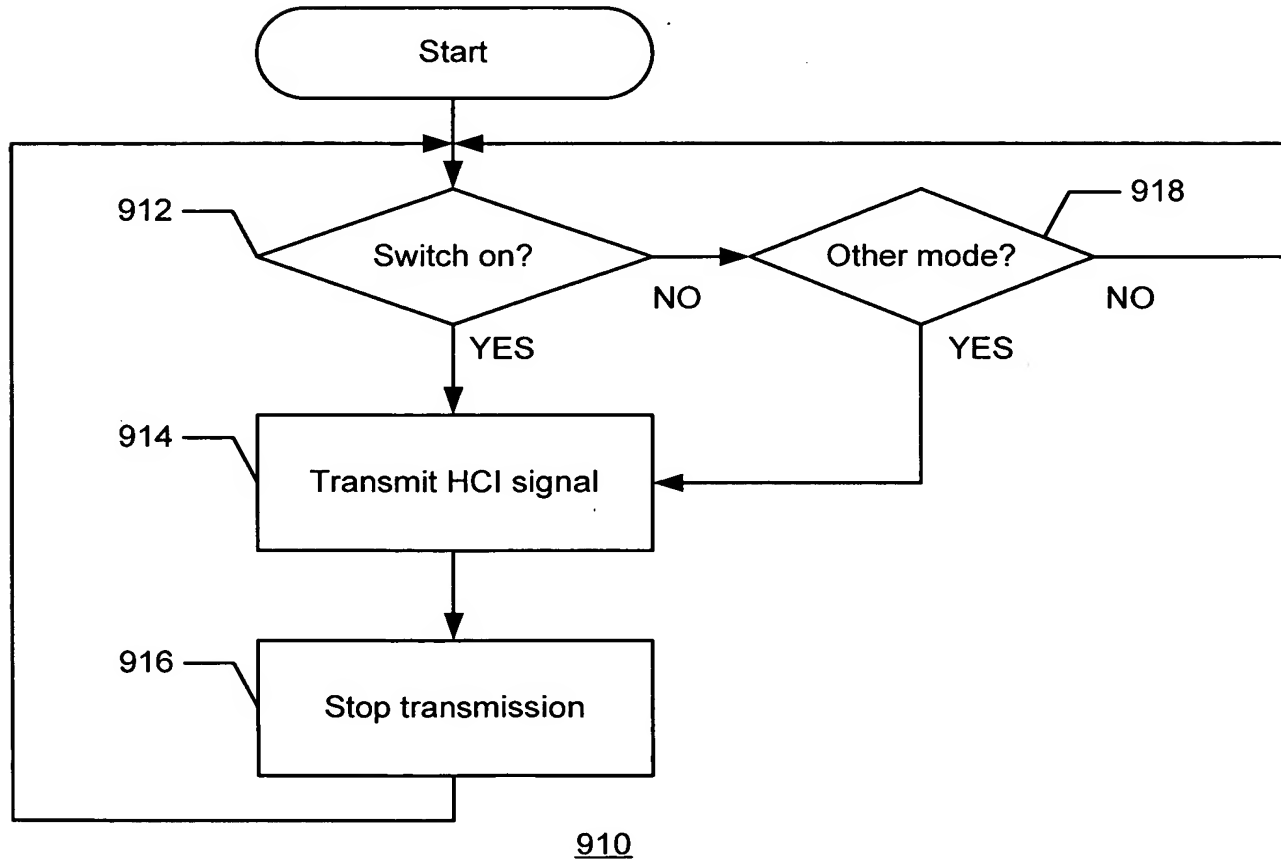 Start
912
Switch on?
NO
Other mode?
918
NO
YES
YES
914
Transmit HCI signal
916
Stop transmission
910